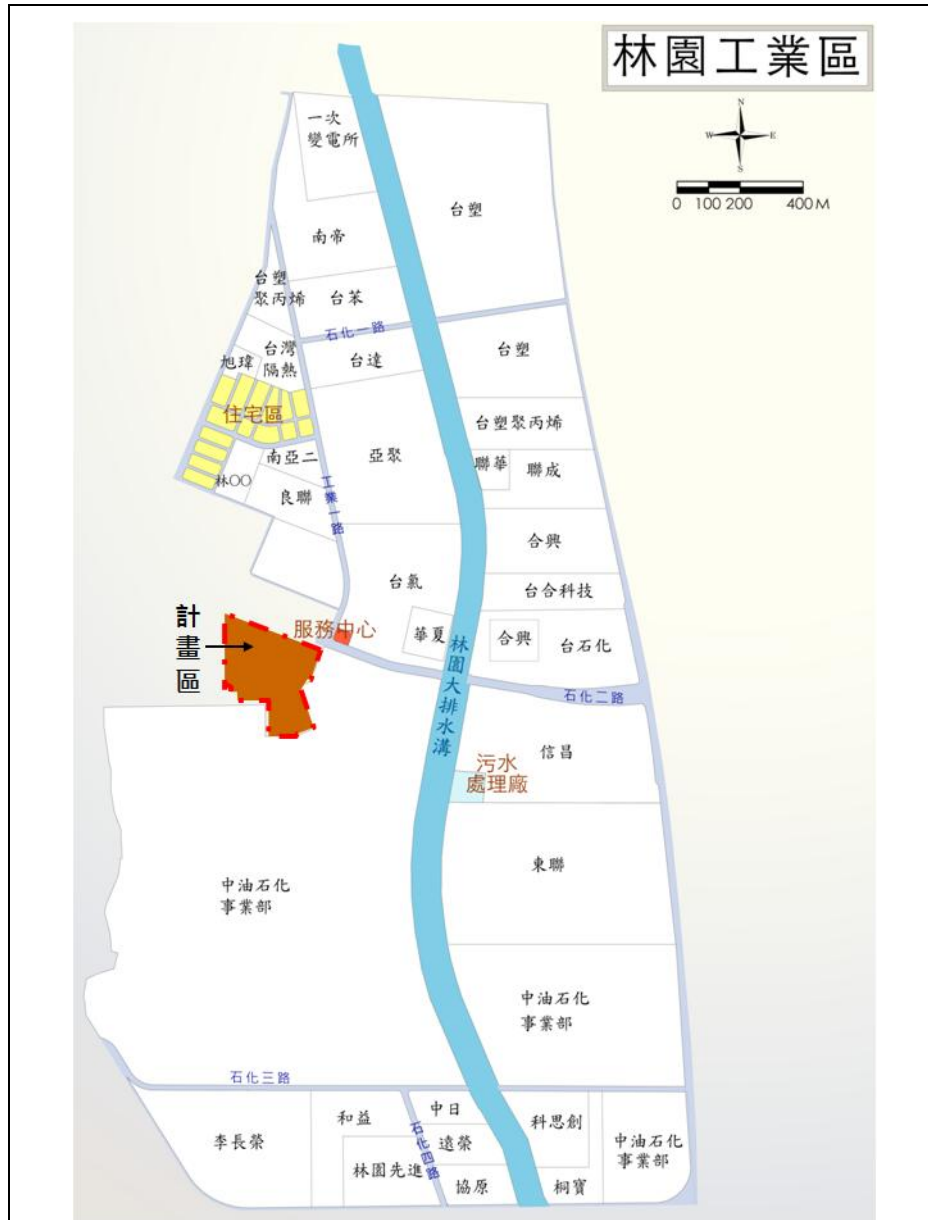 林園工業區
N
W
E
S
0 100 200 400M
一次
變電所
台塑
南帝
台塑
聚丙烯
台苯
石化一路
台塑
台灣
隔熱
旭瑋
台達
住宅區
台塑聚丙烯
南亞二
亞聚
聯華
聯成
林〇〇
良聯
工業一路
合興
台氯
台合科技
計畫區
服務中心
華夏
合興
台石化
林園大排水溝
石化二路
信昌
污水
處理廠
東聯
中油石化
事業部
中油石化
事業部
石化三路
李長榮
和益
中日
科思創
石化四路
遠榮
中油石化
事業部
林園先進
協原
桐寶